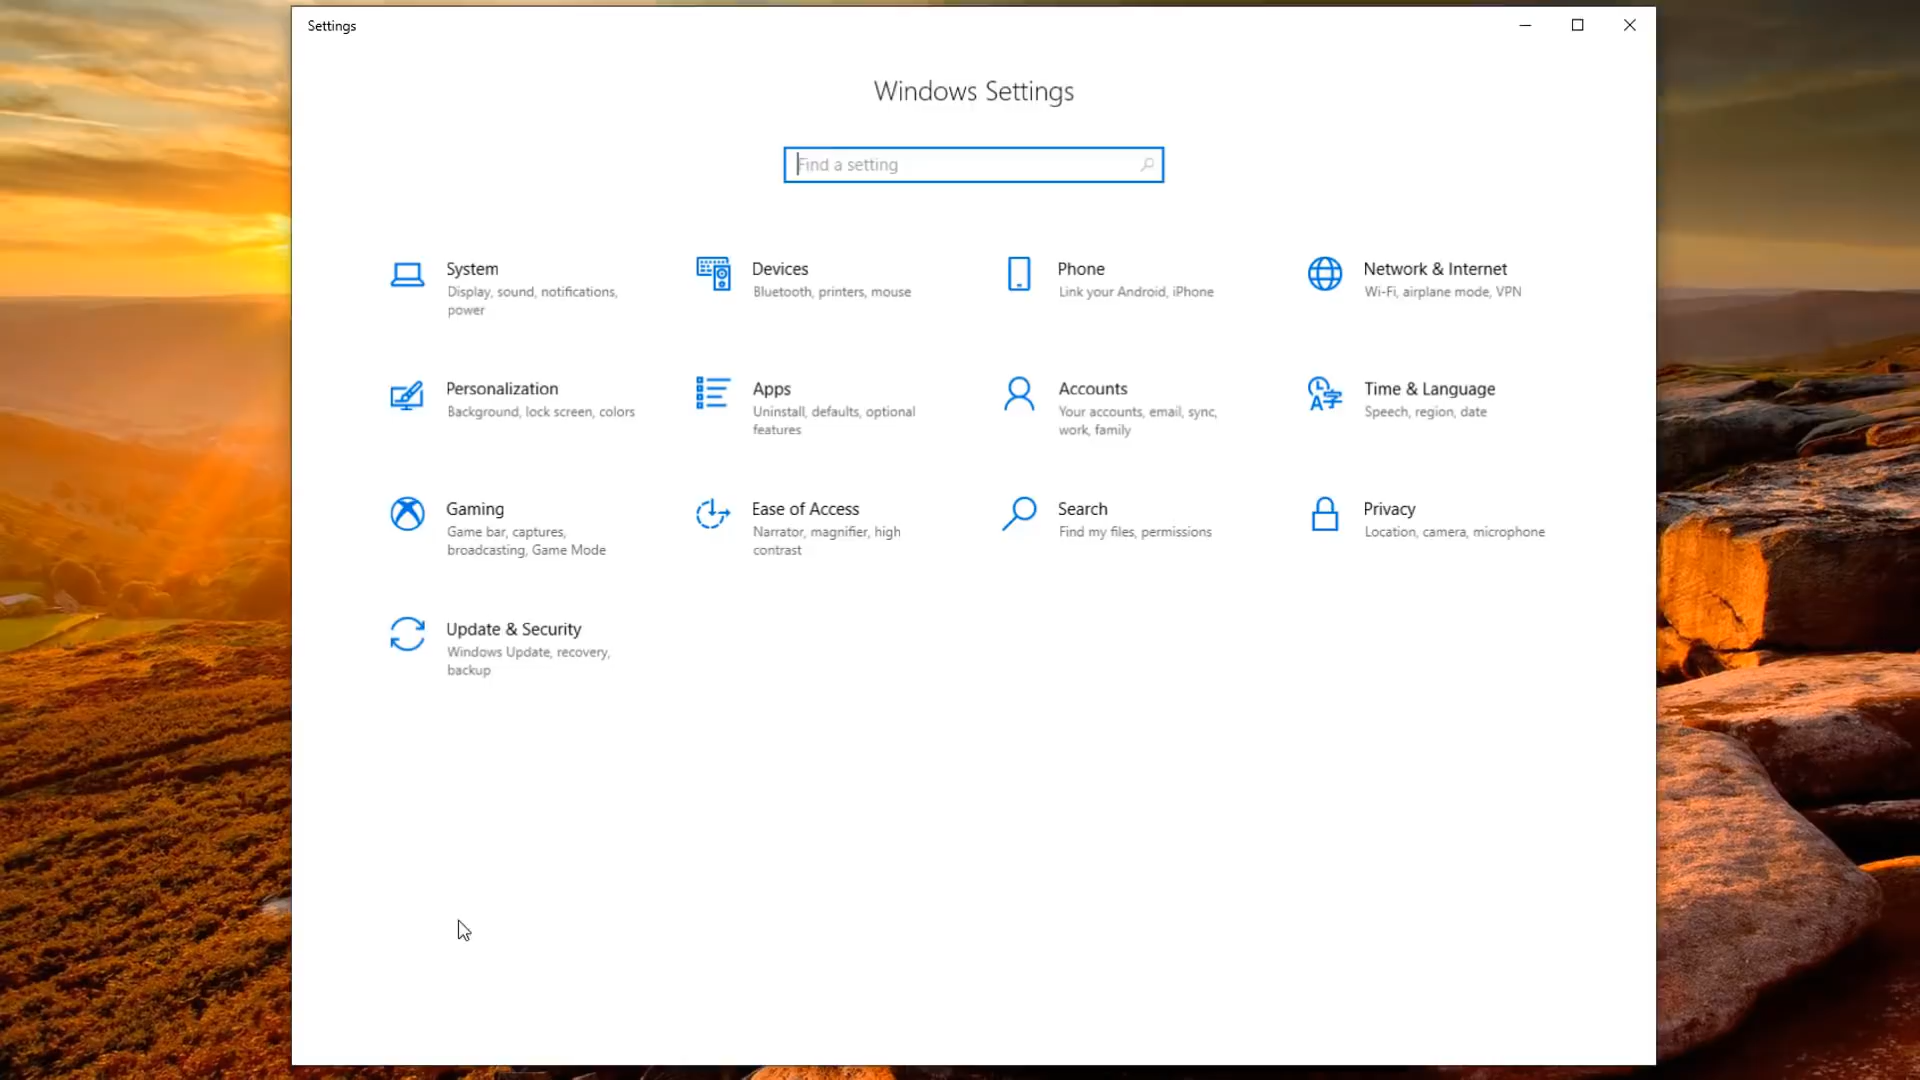 Settings
Windows Settings
Find a setting
System
Display, sound, notifications,
power
Devices
Bluetooth, printers, mouse
Phone
Link your Android, iPhone
Network & Internet
Wi-Fi, airplane mode, VPN
Personalization
Background, lock screen, colors
Apps
Uninstall, defaults, optional
features
Accounts
Your accounts, email, sync,
work, family
Time & Language
Speech, region, date
Gaming
Game bar, captures,
broadcasting, Game Mode
Ease of Access
Narrator, magnifier, high
contrast
Search
Find my files, permissions
Privacy
Location, camera, microphone
Update & Security
Windows Update, recovery,
backup